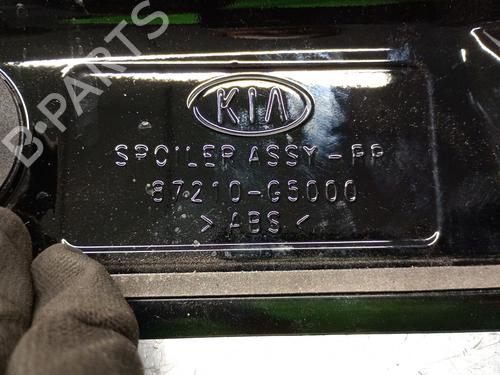 B-PARTS
KIA
SPOILER ASSY-RR
87210-G5000
>ABS<